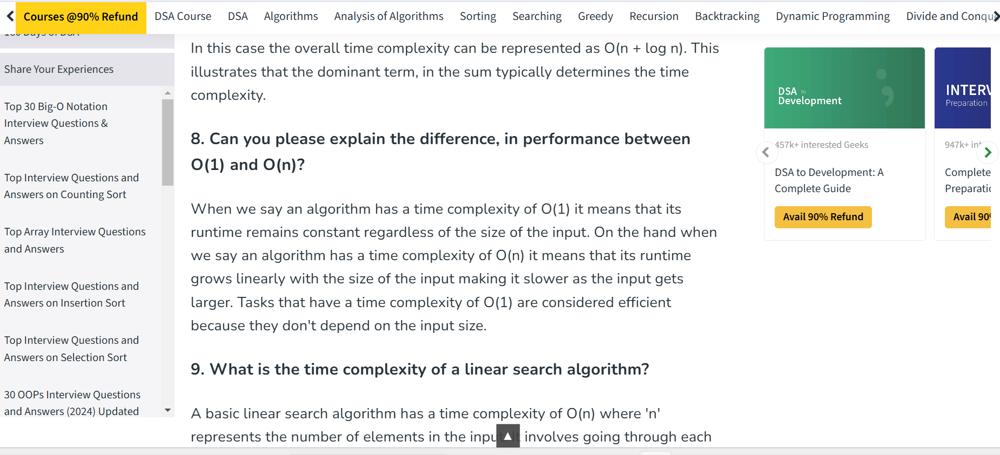 Courses @90% Refund
DSA Course
DSA
Algorithms
Analysis of Algorithms
Sorting
Searching
Greedy
Recursion
Backtracking
Dynamic Programming
Divide and Conque
Share Your Experiences
Top 30 Big-O Notation
Interview Questions &
Answers
Top Interview Questions and
Answers on Counting Sort
Top Array Interview Questions
and Answers
Top Interview Questions and
Answers on Insertion Sort
Top Interview Questions and
Answers on Selection Sort
30 OOPs Interview Questions
and Answers (2024) Updated
In this case the overall time complexity can be represented as O(n + log n). This
illustrates that the dominant term, in the sum typically determines the time
complexity.
8. Can you please explain the difference, in performance between
O(1) and O(n)?
When we say an algorithm has a time complexity of O(1) it means that its
runtime remains constant regardless of the size of the input. On the hand when
we say an algorithm has a time complexity of O(n) it means that its runtime
grows linearly with the size of the input making it slower as the input gets
larger. Tasks that have a time complexity of O(1) are considered efficient
because they don't depend on the input size.
9. What is the time complexity of a linear search algorithm?
A basic linear search algorithm has a time complexity of O(n) where 'n'
represents the number of elements in the input. It involves going through each
DSA To
Development
457k+ interested Geeks
DSA to Development: A
Complete Guide
Avail 90% Refund
INTERV
Preparation
947k+ int
Complete
Preparatic
Avail 90%